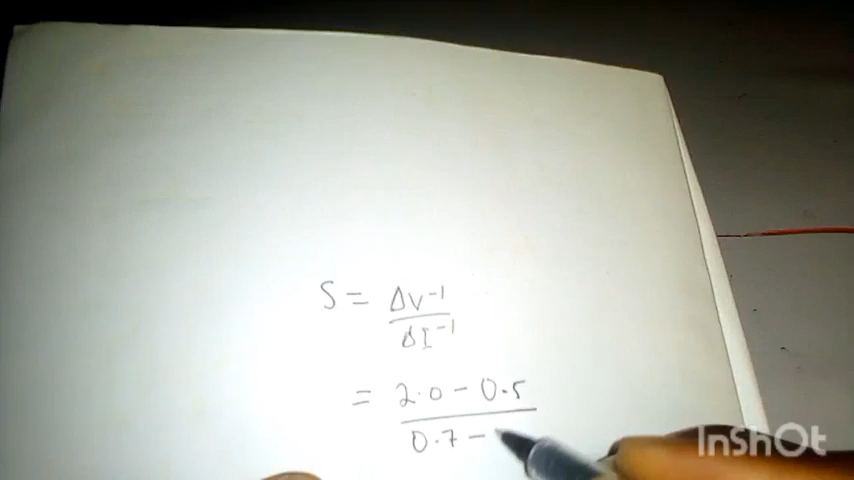 S = ΔV⁻¹
ΔI⁻¹
= 2.0 - 0.5
0.7 -
InShOt